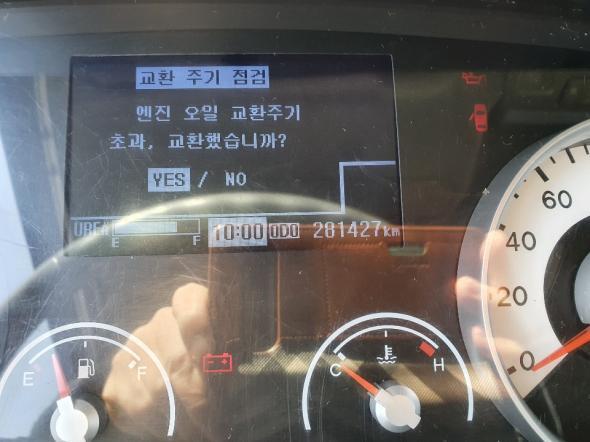 교환 주기 점검
엔진 오일 교환주기
초과, 교환했습니까?
YES / NO
UREA E F 10:00 ODO 281427km
60
40
20
0
E F
C H